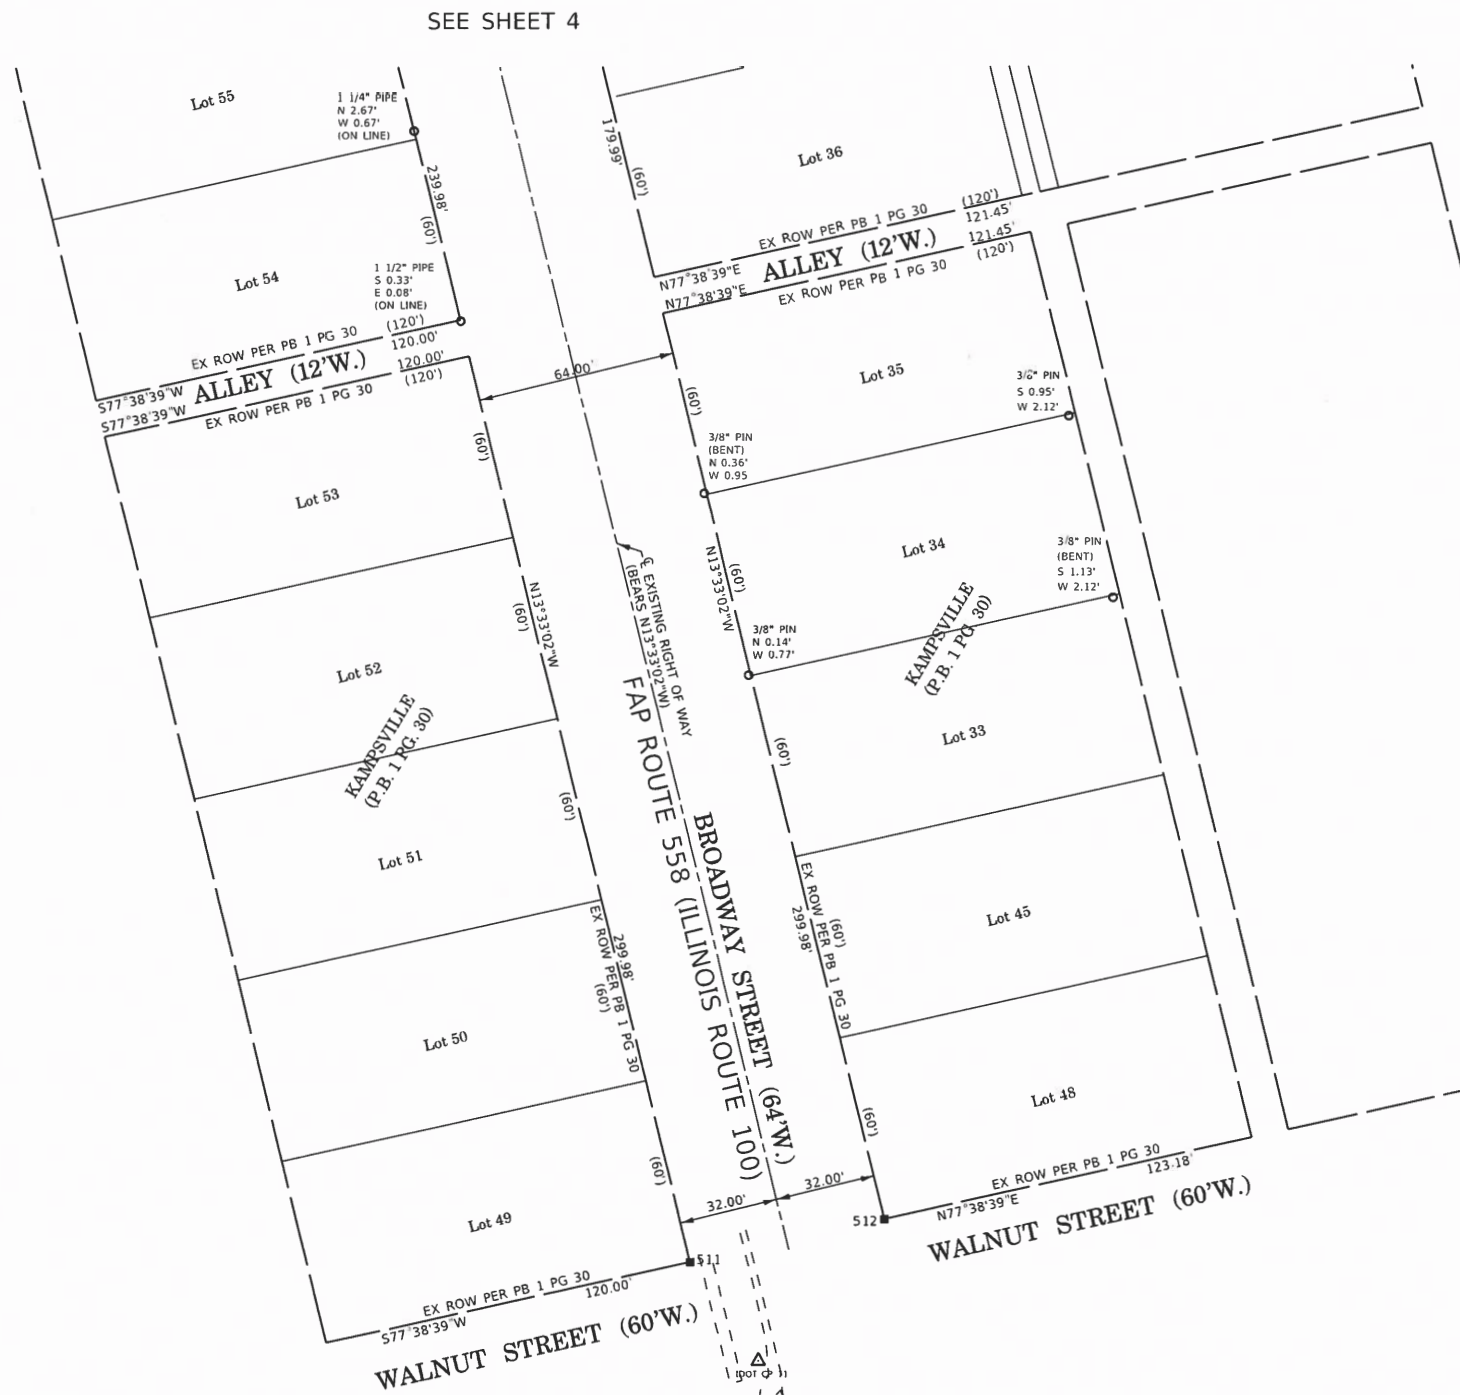 SEE SHEET 4
Lot 55
1 1/4" PIPE
N 2.67'
W 0.67'
(ON LINE)
239.98'
(60')
179.99'
(60')
Lot 36
(120')
121.45'
EX ROW PER PB 1 PG 30
N77°38'39"E
ALLEY (12'W.)
121.45'
(120')
N77°38'39"E
EX ROW PER PB 1 PG 30
Lot 54
1 1/2" PIPE
S 0.33'
E 0.08'
(ON LINE)
(120')
120.00'
EX ROW PER PB 1 PG 30
S77°38'39"W
ALLEY (12'W.)
120.00'
(120')
S77°38'39"W
EX ROW PER PB 1 PG 30
64.00'
Lot 35
3/8" PIN
S 0.95'
W 2.12'
(60')
(60')
3/8" PIN
(BENT)
N 0.36'
W 0.95
Lot 53
N13°33'02"W
(60')
Lot 34
3/8" PIN
(BENT)
S 1.13'
W 2.12'
℄ EXISTING RIGHT OF WAY
(BEARS N13°33'02"W)
N13°33'02"W
(60')
3/8" PIN
N 0.14'
W 0.77'
KAMPSVILLE
(P.B. 1 PG. 30)
Lot 52
KAMPSVILLE
(P.B. 1 PG. 30)
(60')
Lot 33
(60')
Lot 51
FAP ROUTE 558 (ILLINOIS ROUTE 100)
BROADWAY STREET (64'W.)
EX ROW PER PB 1 PG 30
299.98'
(60')
EX ROW PER PB 1 PG 30
299.98'
(60')
Lot 45
Lot 50
Lot 48
(60')
(60')
32.00'
32.00'
EX ROW PER PB 1 PG 30
123.18'
N77°38'39"E
512
WALNUT STREET (60'W.)
Lot 49
511
EX ROW PER PB 1 PG 30
120.00'
S77°38'39"W
WALNUT STREET (60'W.)